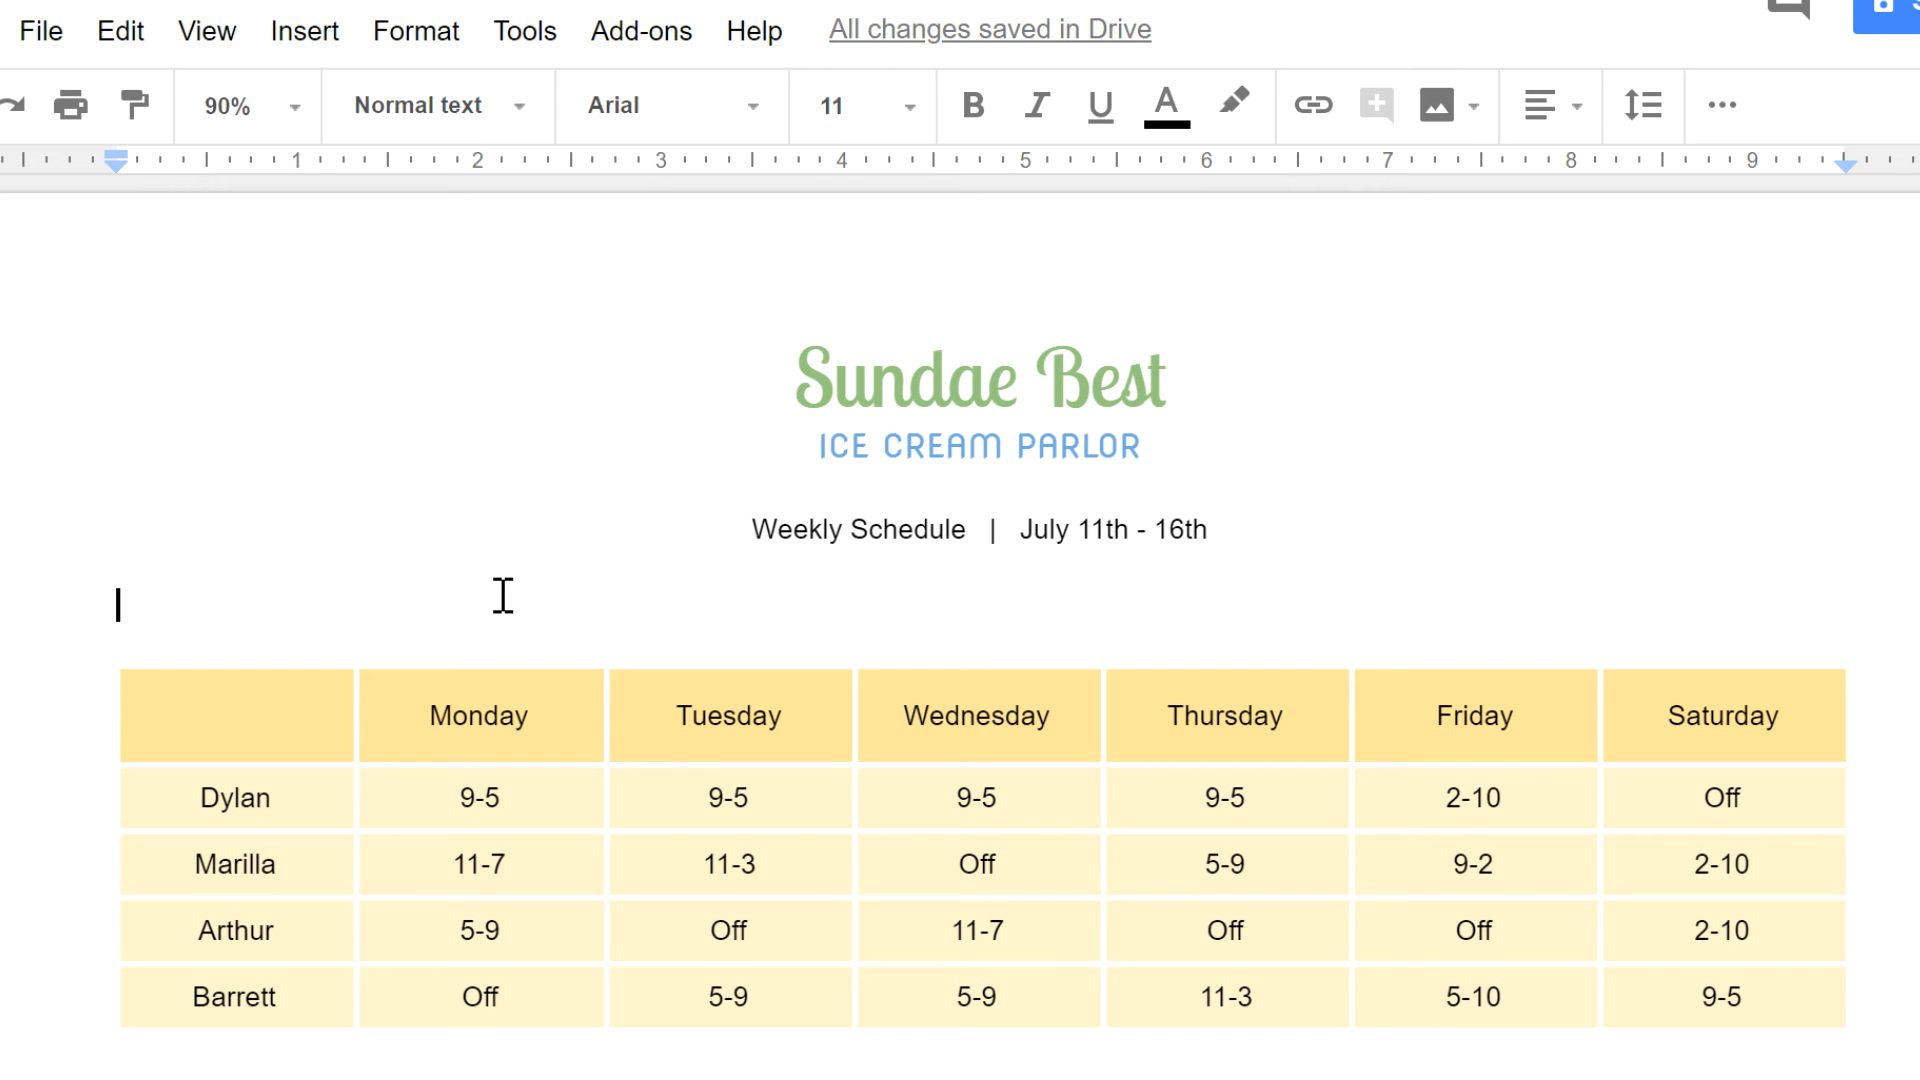 File Edit View Insert Format Tools Add-ons Help All changes saved in Drive
90% Normal text Arial 11 B I U A
1 2 3 4 5 6 7 8 9
Sundae Best
ICE CREAM PARLOR
Weekly Schedule | July 11th - 16th
Monday Tuesday Wednesday Thursday Friday Saturday
Dylan 9-5 9-5 9-5 9-5 2-10 Off
Marilla 11-7 11-3 Off 5-9 9-2 2-10
Arthur 5-9 Off 11-7 Off Off 2-10
Barrett Off 5-9 5-9 11-3 5-10 9-5